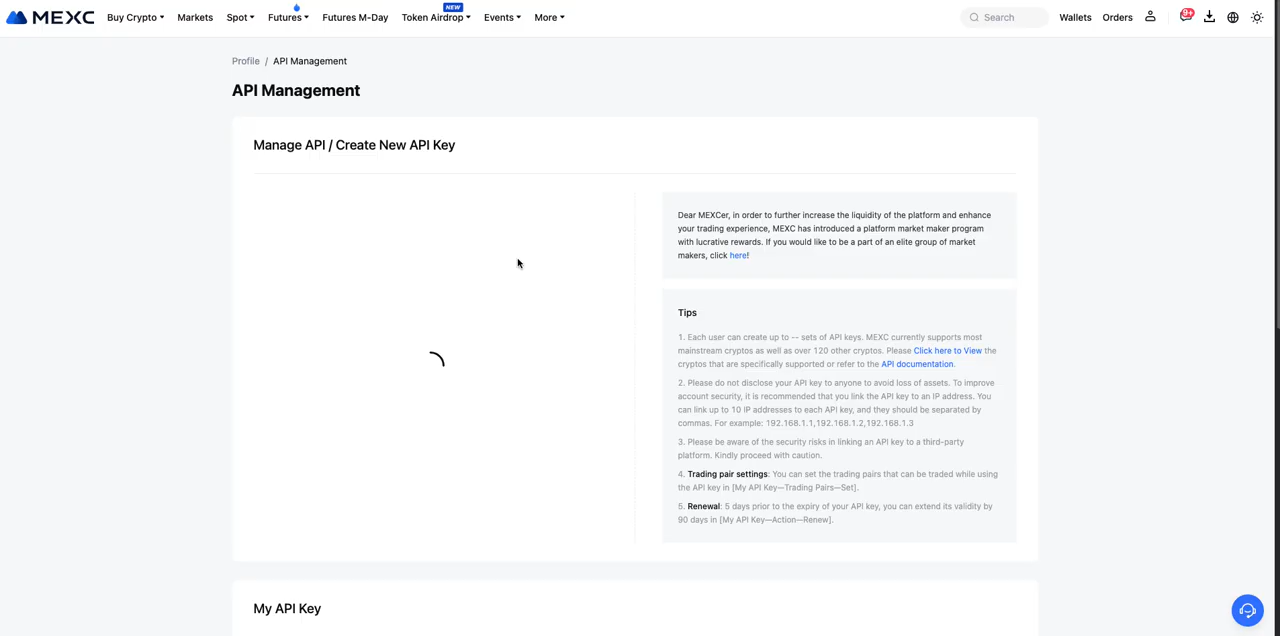 MEXC Buy Crypto Markets Spot Futures Futures M-Day Token Airdrop NEW Events More Search Wallets Orders 9+
Profile / API Management
API Management
Manage API / Create New API Key
Dear MEXCer, in order to further increase the liquidity of the platform and enhance
your trading experience, MEXC has introduced a platform market maker program
with lucrative rewards. If you would like to be a part of an elite group of market
makers, click here!
Tips
1. Each user can create up to -- sets of API keys. MEXC currently supports most
mainstream cryptos as well as over 120 other cryptos. Please Click here to View the
cryptos that are specifically supported or refer to the API documentation.
2. Please do not disclose your API key to anyone to avoid loss of assets. To improve
account security, it is recommended that you link the API key to an IP address. You
can link up to 10 IP addresses to each API key, and they should be separated by
commas. For example: 192.168.1.1,192.168.1.2,192.168.1.3
3. Please be aware of the security risks in linking an API key to a third-party
platform. Kindly proceed with caution.
4. Trading pair settings: You can set the trading pairs that can be traded while using
the API key in [My API Key—Trading Pairs—Set].
5. Renewal: 5 days prior to the expiry of your API key, you can extend its validity by
90 days in [My API Key—Action—Renew].
My API Key